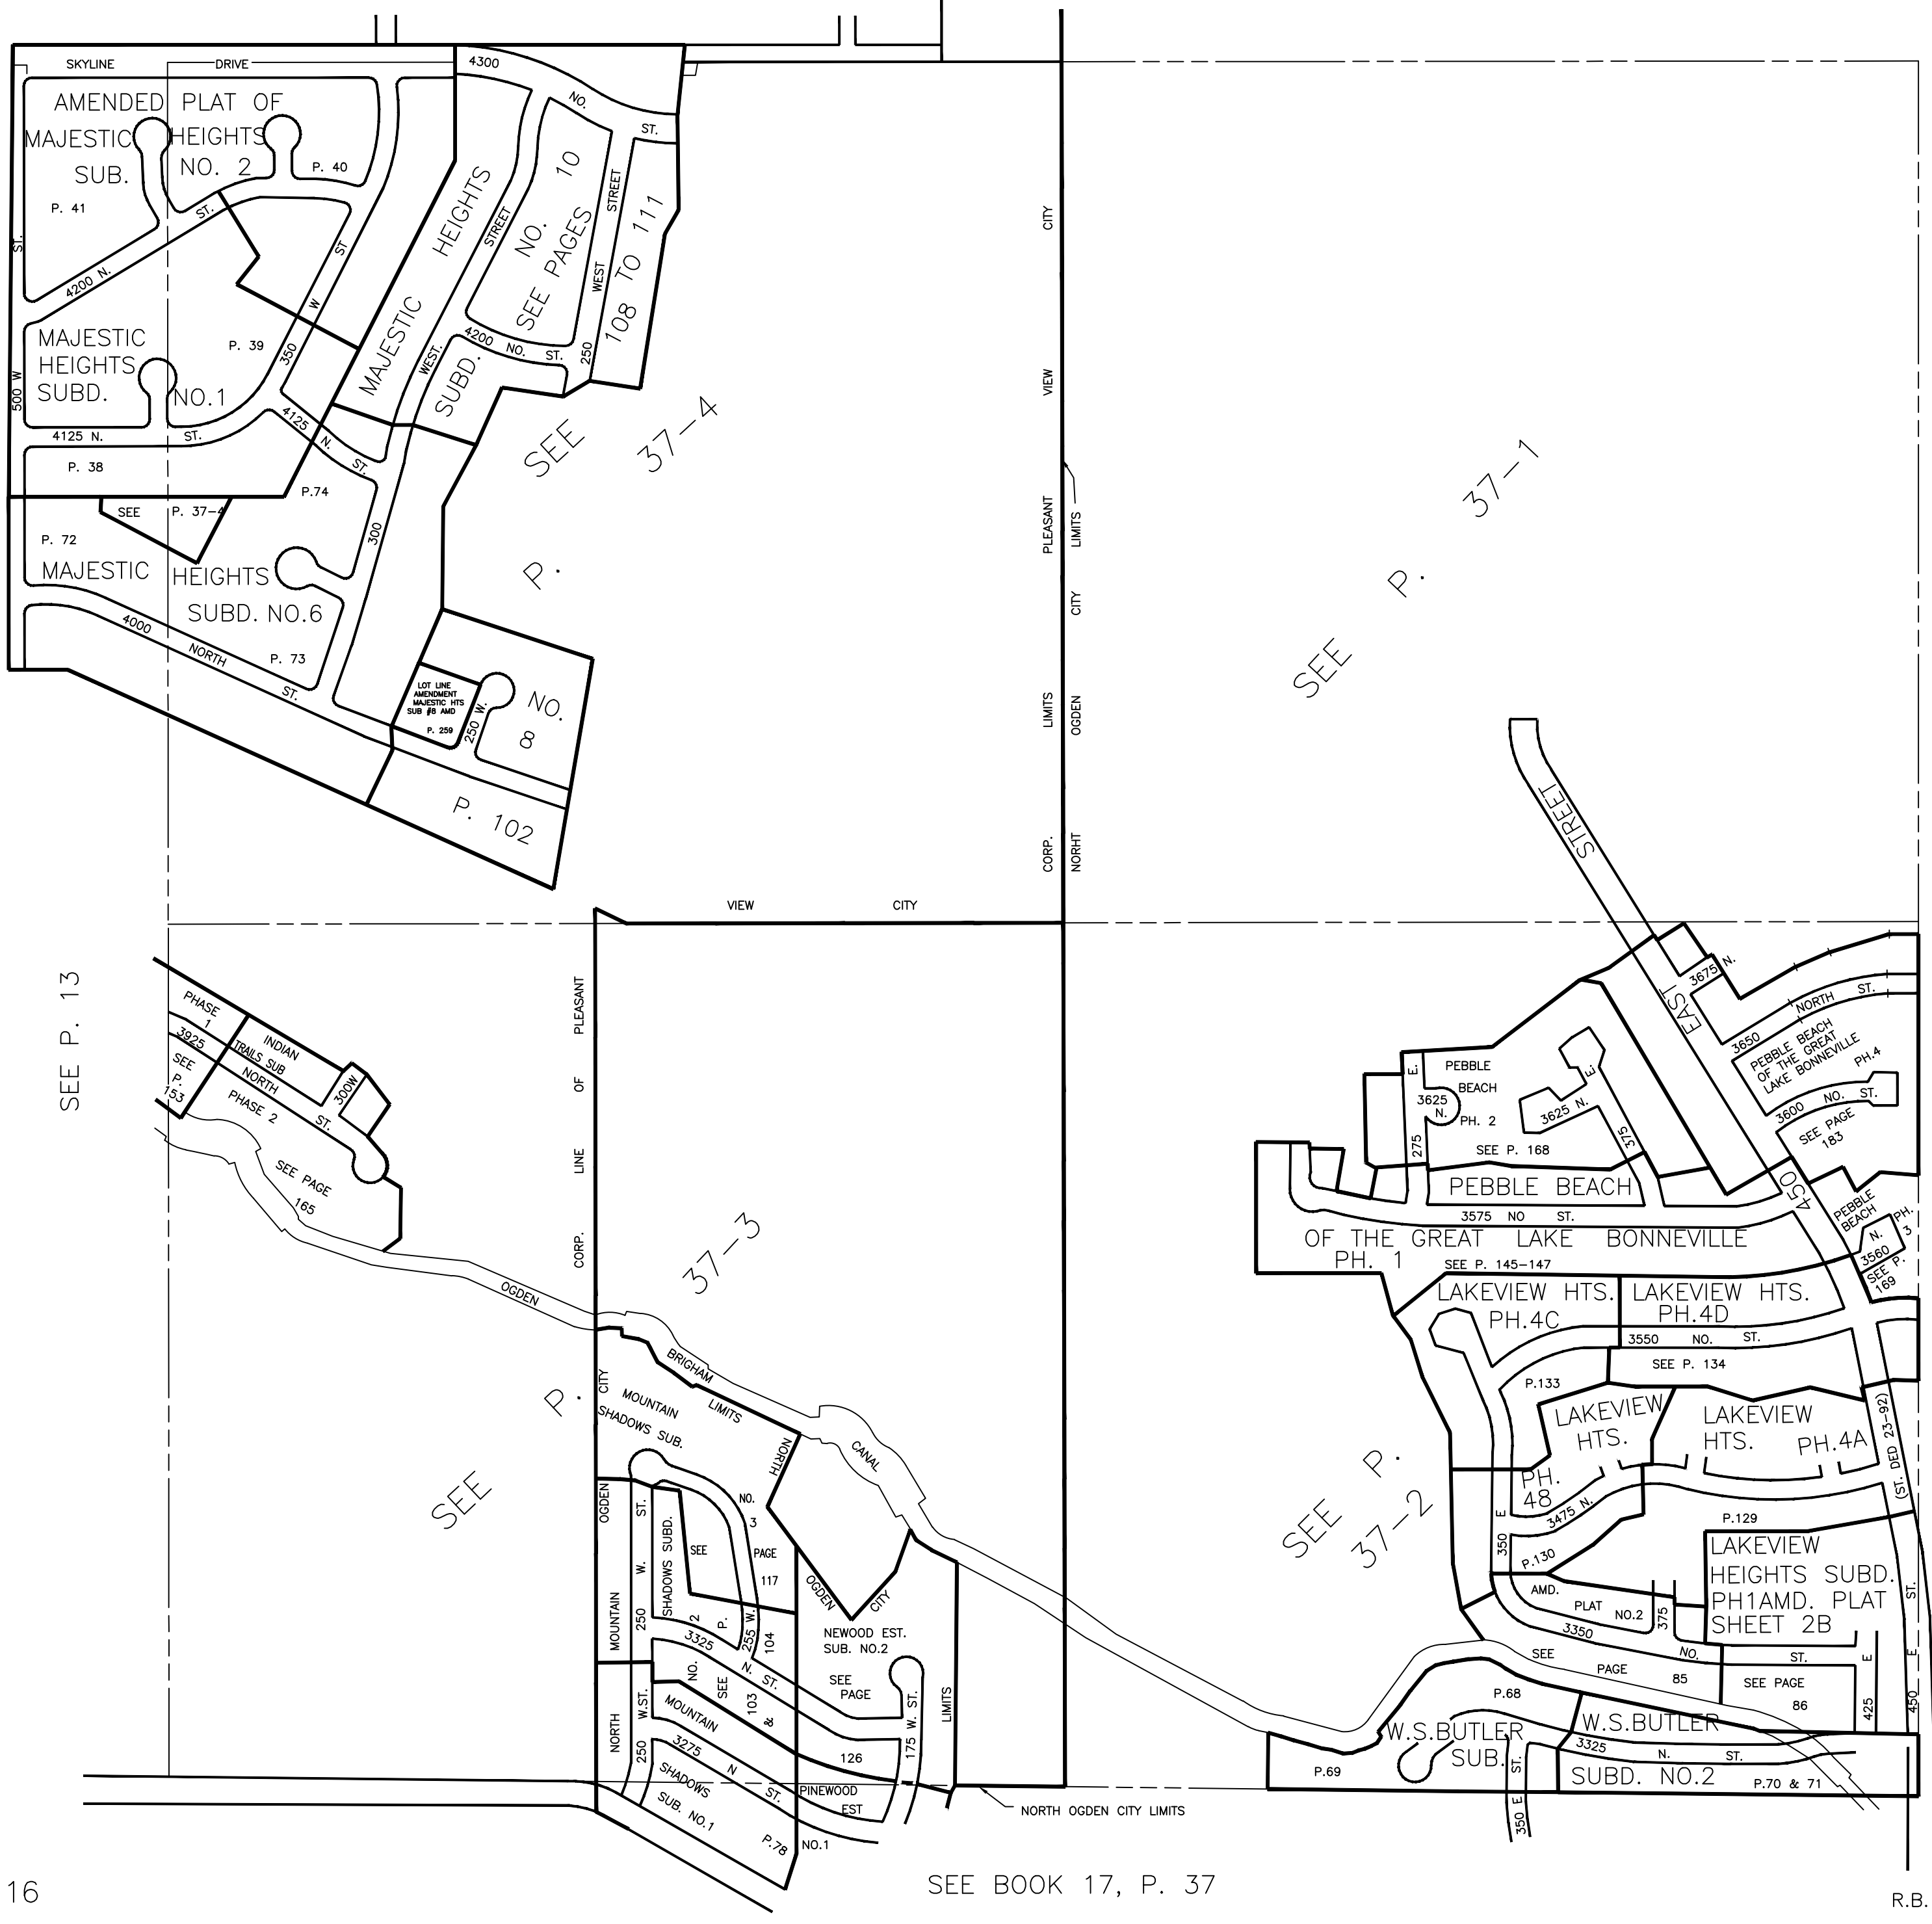 SKYLINE DRIVE
AMENDED PLAT OF
MAJESTIC HEIGHTS
SUB. NO. 2
P. 40
P. 41
ST.
4200 N. ST.
MAJESTIC
HEIGHTS
SUBD. NO.1
P. 39
350 W ST
500 W ST.
4125 N. ST.
4125 N. ST.
P. 38
4300 NO. ST.
MAJESTIC HEIGHTS
SUBD. NO. 10
SEE PAGES
108 TO 111
WEST. STREET
250 WEST STREET
4200 NO. ST.
SEE P. 37-4
P.74
300
SEE P. 37-4
P. 72
MAJESTIC HEIGHTS
SUBD. NO.6
4000 NORTH ST.
P. 73
LOT LINE
AMENDMENT
MAJESTIC HTS
SUB #8 AMD
P. 259
250 W.
NO.
8
P. 102
CORP. LIMITS PLEASANT VIEW CITY
NORHT OGDEN CITY LIMITS
SEE P. 37-1
VIEW CITY
CORP. LINE OF PLEASANT
SEE P. 13
PHASE
1
3925 NORTH ST.
SEE
P.
153
INDIAN
TRAILS SUB
PHASE 2
300W
SEE PAGE
165
OGDEN BRIGHAM CANAL
SEE P. 37-3
NORTH OGDEN CITY LIMITS
MOUNTAIN
SHADOWS SUB.
NO.
3
SEE PAGE
117
NORTH
OGDEN CITY
LIMITS
MOUNTAIN
SHADOWS SUBD.
NO. 2
SEE P.
103 & 104
250 W. ST.
255 W.
3325 N. ST.
NEWOOD EST.
SUB. NO.2
SEE
PAGE
126
175 W. ST.
250 W.ST.
MOUNTAIN
SHADOWS
SUB. NO.1
P.78
3275 N ST.
PINEWOOD
EST
NO.1
NORTH OGDEN CITY LIMITS
STREET
EAST
450
3675 N.
3650 NORTH ST.
PEBBLE BEACH
OF THE GREAT
LAKE BONNEVILLE
PH.4
3600 NO. ST.
SEE PAGE
183
PEBBLE
BEACH
PH. 2
SEE P. 168
3625
N.
3625 N.
275 E.
375 E.
PEBBLE BEACH
3575 NO ST.
OF THE GREAT LAKE BONNEVILLE
PH. 1
SEE P. 145-147
PEBBLE
BEACH
PH.
3
N.
3560
SEE P.
169
LAKEVIEW HTS.
PH.4C
LAKEVIEW HTS.
PH.4D
3550 NO. ST.
SEE P. 134
P.133
LAKEVIEW
HTS.
PH.
48
LAKEVIEW
HTS. PH.4A
(ST. DED 23-92)
3475 N.
350 E
P.129
P.130
SEE P. 37-2
LAKEVIEW
HEIGHTS SUBD.
PH1AMD. PLAT
SHEET 2B
AMD.
PLAT
NO.2
375
3350 NO. ST.
SEE
PAGE
85
SEE PAGE
86
425 E
450 E ST.
P.68
W.S.BUTLER
SUB.
P.69
W.S.BUTLER
3325 N. ST.
SUBD. NO.2
P.70 & 71
350 E ST.
16
SEE BOOK 17, P. 37
R.B.